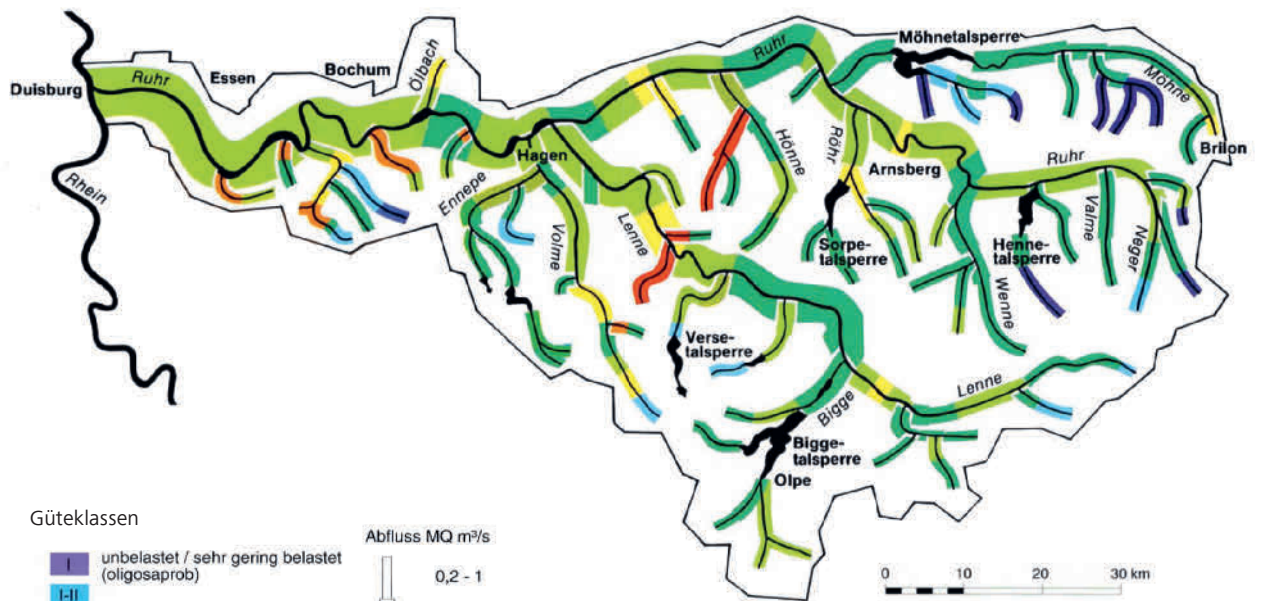 Möhnetalsperre
Ruhr
Essen
Bochum
Ölbach
Ruhr
Duisburg
Möhne
Brilon
Hagen
Hönne
Röhr
Arnsberg
Ruhr
Rhein
Ennepe
Volme
Lenne
Sorpe-
talsperre
Henne-
talsperre
Valme
Neger
Wenne
Verse-
talsperre
Lenne
Bigge
Bigge-
talsperre
Olpe
Güteklassen
I
unbelastet / sehr gering belastet
(oligosaprob)
I-II
Abfluss MQ m³/s
0,2 - 1
0
10
20
30 km